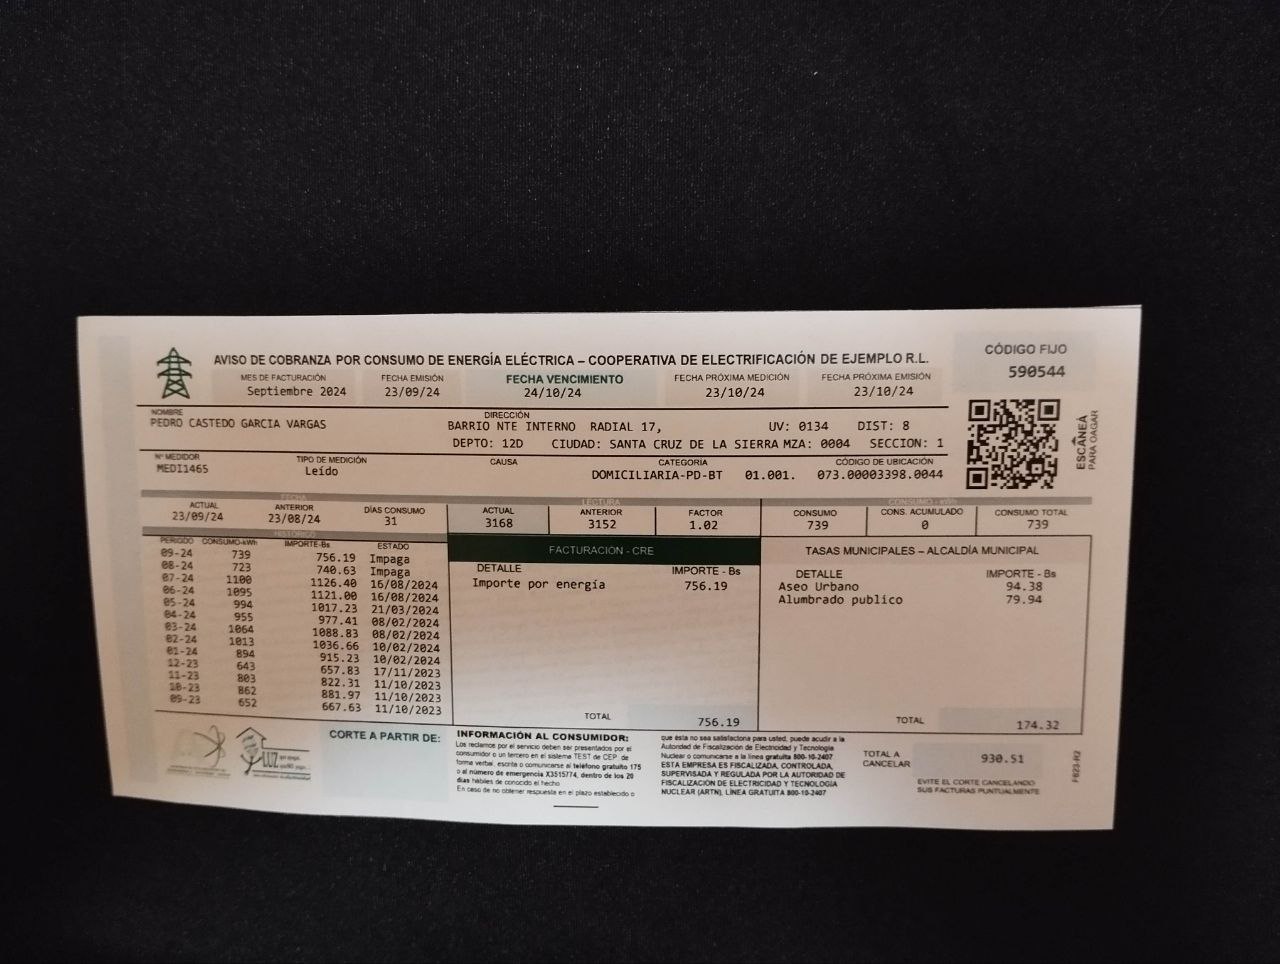 AVISO DE COBRANZA POR CONSUMO DE ENERGÍA ELÉCTRICA – COOPERATIVA DE ELECTRIFICACIÓN DE EJEMPLO R.L.
CÓDIGO FIJO
590544
MES DE FACTURACIÓN FECHA EMISIÓN FECHA VENCIMIENTO FECHA PRÓXIMA MEDICIÓN FECHA PRÓXIMA EMISIÓN
Septiembre 2024 23/09/24 24/10/24 23/10/24 23/10/24
NOMBRE DIRECCIÓN
PEDRO CASTEDO GARCIA VARGAS BARRIO NTE INTERNO RADIAL 17, UV: 0134 DIST: 8
DEPTO: 12D CIUDAD: SANTA CRUZ DE LA SIERRA MZA: 0004 SECCION: 1
ESCANEÁ
PARA OAGAR
N° MEDIDOR TIPO DE MEDICIÓN CAUSA CATEGORÍA CÓDIGO DE UBICACIÓN
MEDI1465 Leído DOMICILIARIA-PD-BT 01.001. 073.00003398.0044
FECHA LECTURA CONSUMO - kWh
ACTUAL ANTERIOR DÍAS CONSUMO ACTUAL ANTERIOR FACTOR CONSUMO CONS. ACUMULADO CONSUMO TOTAL
23/09/24 23/08/24 31 3168 3152 1.02 739 0 739
HISTÓRICO
PERIODO CONSUMO-kWh IMPORTE-Bs ESTADO
09-24 739 756.19 Impaga
08-24 723 740.63 Impaga
07-24 1100 1126.40 16/08/2024
06-24 1095 1121.00 16/08/2024
05-24 994 1017.23 21/03/2024
04-24 955 977.41 08/02/2024
03-24 1064 1088.83 08/02/2024
02-24 1013 1036.66 10/02/2024
01-24 894 915.23 10/02/2024
12-23 643 657.83 17/11/2023
11-23 803 822.31 11/10/2023
10-23 862 881.97 11/10/2023
09-23 652 667.63 11/10/2023
FACTURACION - CRE
DETALLE IMPORTE - Bs
Importe por energía 756.19
TOTAL 756.19
TASAS MUNICIPALES – ALCALDÍA MUNICIPAL
DETALLE IMPORTE - Bs
Aseo Urbano 94.38
Alumbrado publico 79.94
TOTAL 174.32
LUZ
CORTE A PARTIR DE:
INFORMACIÓN AL CONSUMIDOR:
Los reclamos por el servicio deben ser presentados por el
consumidor o un tercero en el sistema TEST de CEP de
forma verbal, escrita o comunicarse al teléfono gratuito 175
o al número de emergencia X3515774, dentro de los 20
días hábiles de conocido el hecho
En caso de no obtener respuesta en el plazo establecido o
que ésta no sea satisfactoria para usted, puede acudir a la
Autoridad de Fiscalización de Electricidad y Tecnología
Nuclear o comunicarse a la línea gratuita 800-10-2407
ESTA EMPRESA ES FISCALIZADA, CONTROLADA,
SUPERVISADA Y REGULADA POR LA AUTORIDAD DE
FISCALIZACIÓN DE ELECTRICIDAD Y TECNOLOGÍA
NUCLEAR (ARTN), LÍNEA GRATUITA 800-10-2407
TOTAL A
CANCELAR
930.51
EVITE EL CORTE CANCELANDO
SUS FACTURAS PUNTUALMENTE
F623-R2